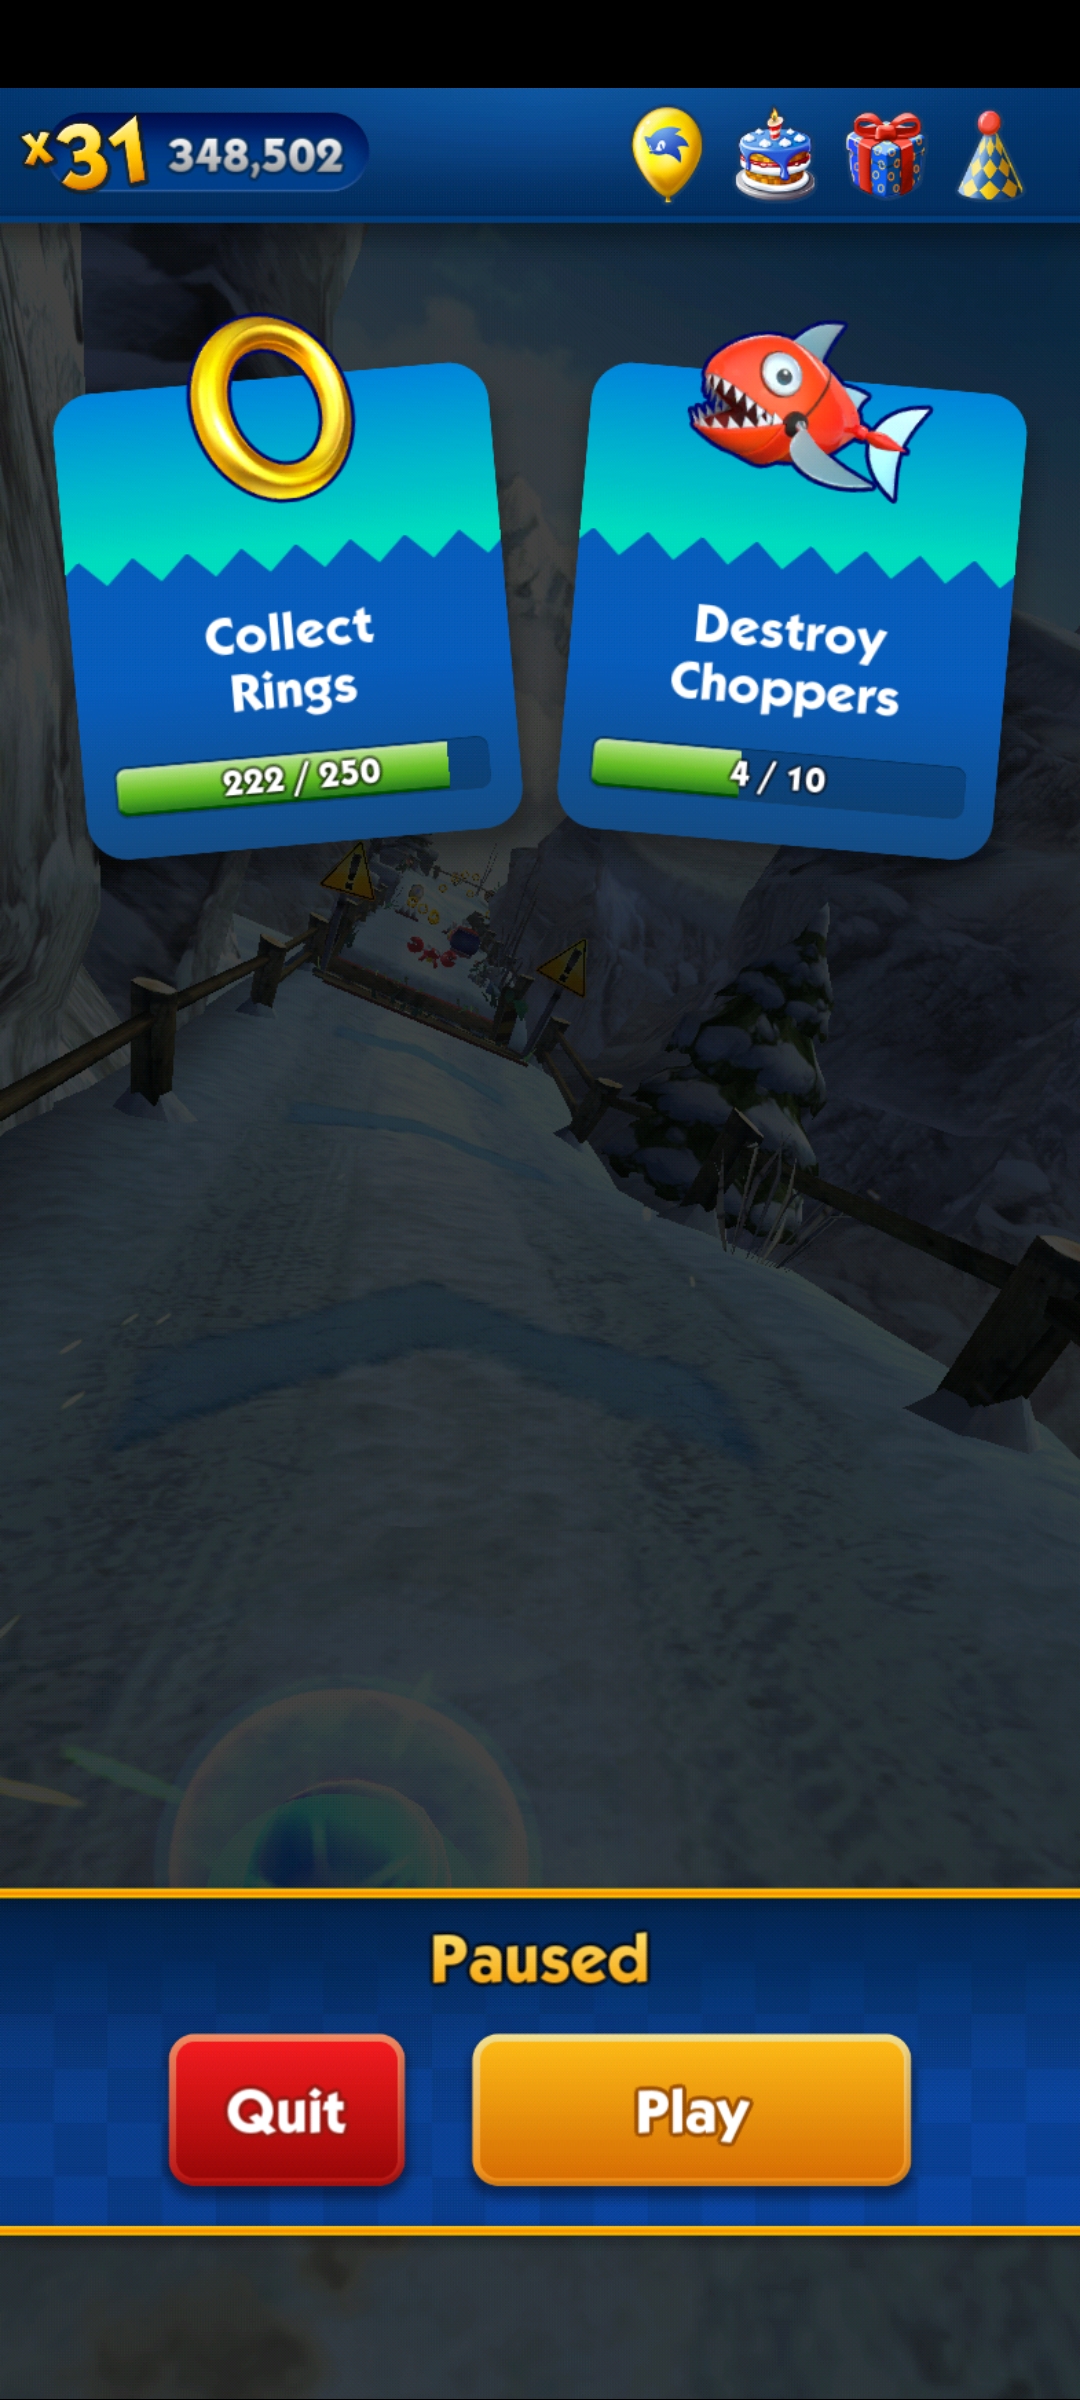 x31 348,502
Collect
Rings
222 / 250
Destroy
Choppers
4 / 10
Paused
Quit
Play